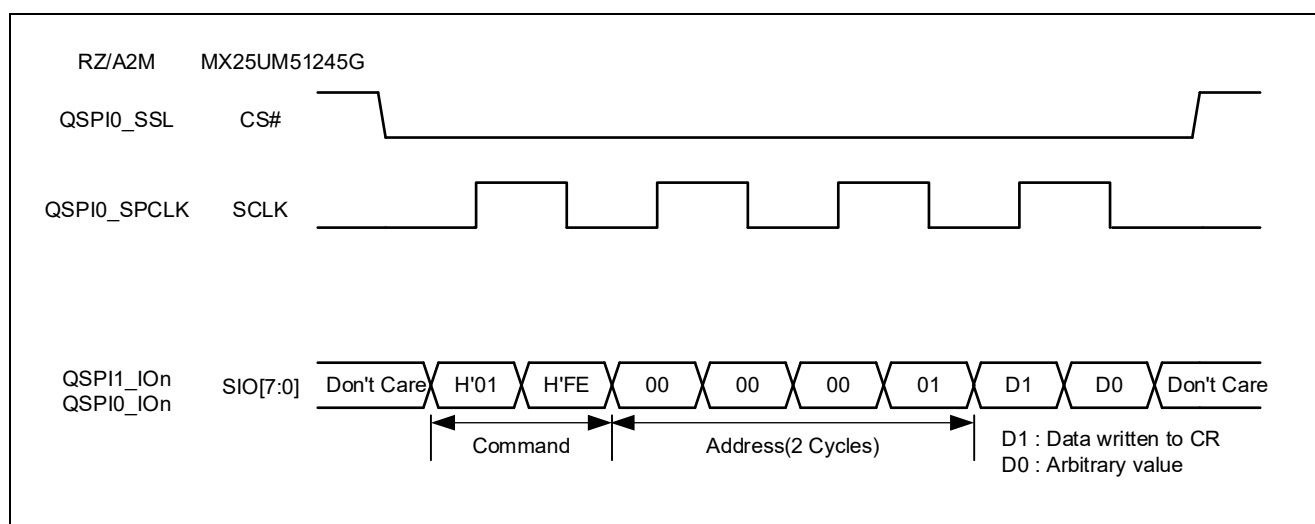 RZ/A2M MX25UM51245G
QSPI0_SSL CS#
QSPI0_SPCLK SCLK
QSPI1_IOn
QSPI0_IOn
SIO[7:0] Don't Care H'01 H'FE 00 00 00 01 D1 D0 Don't Care
Command Address(2 Cycles)
D1 : Data written to CR
D0 : Arbitrary value